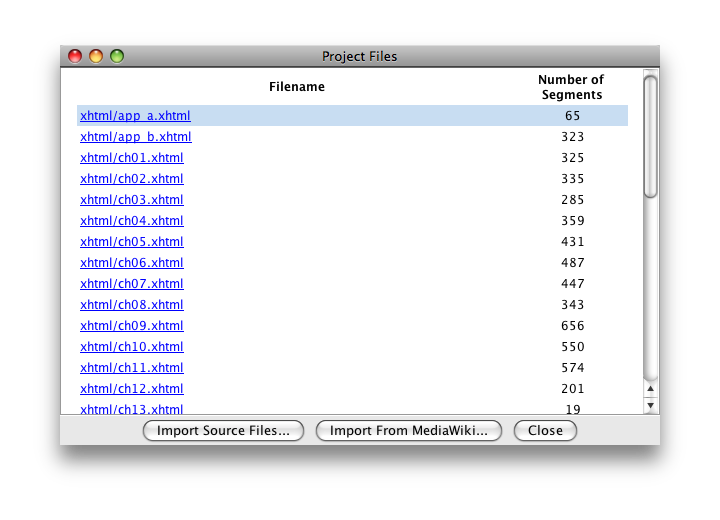 Project Files
Filename
Number of
Segments
xhtml/app_a.xhtml 65
xhtml/app_b.xhtml 323
xhtml/ch01.xhtml 325
xhtml/ch02.xhtml 335
xhtml/ch03.xhtml 285
xhtml/ch04.xhtml 359
xhtml/ch05.xhtml 431
xhtml/ch06.xhtml 487
xhtml/ch07.xhtml 447
xhtml/ch08.xhtml 343
xhtml/ch09.xhtml 656
xhtml/ch10.xhtml 550
xhtml/ch11.xhtml 574
xhtml/ch12.xhtml 201
xhtml/ch13.xhtml 19
Import Source Files... Import From MediaWiki... Close